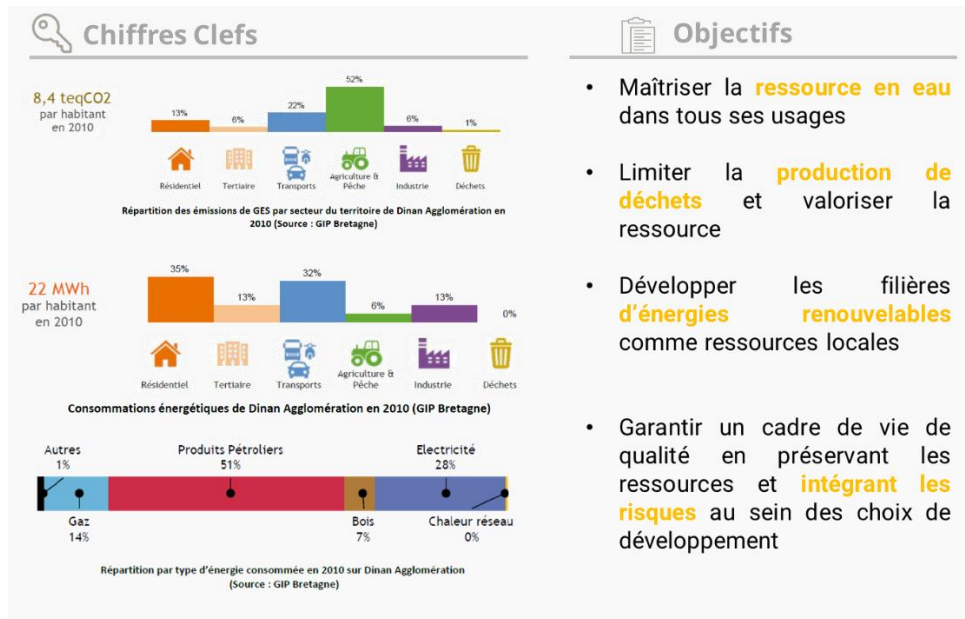 Chiffres Clefs
8,4 teqCO2
par habitant
en 2010
13%
6%
22%
52%
6%
1%
Résidentiel
Tertiaire
Transports
Agriculture &
Pêche
Industrie
Déchets
Répartition des émissions de GES par secteur du territoire de Dinan Agglomération en
2010 (Source : GIP Bretagne)
22 MWh
par habitant
en 2010
35%
13%
32%
6%
13%
0%
Résidentiel
Tertiaire
Transports
Agriculture &
Pêche
Industrie
Déchets
Consommations énergétiques de Dinan Agglomération en 2010 (GIP Bretagne)
Autres
1%
Produits Pétroliers
51%
Electricité
28%
Gaz
14%
Bois
7%
Chaleur réseau
0%
Répartition par type d'énergie consommée en 2010 sur Dinan Agglomération
(Source : GIP Bretagne)
Objectifs
• Maîtriser la ressource en eau
dans tous ses usages
• Limiter la production de
déchets et valoriser la
ressource
• Développer les filières
d'énergies renouvelables
comme ressources locales
• Garantir un cadre de vie de
qualité en préservant les
ressources et intégrant les
risques au sein des choix de
développement